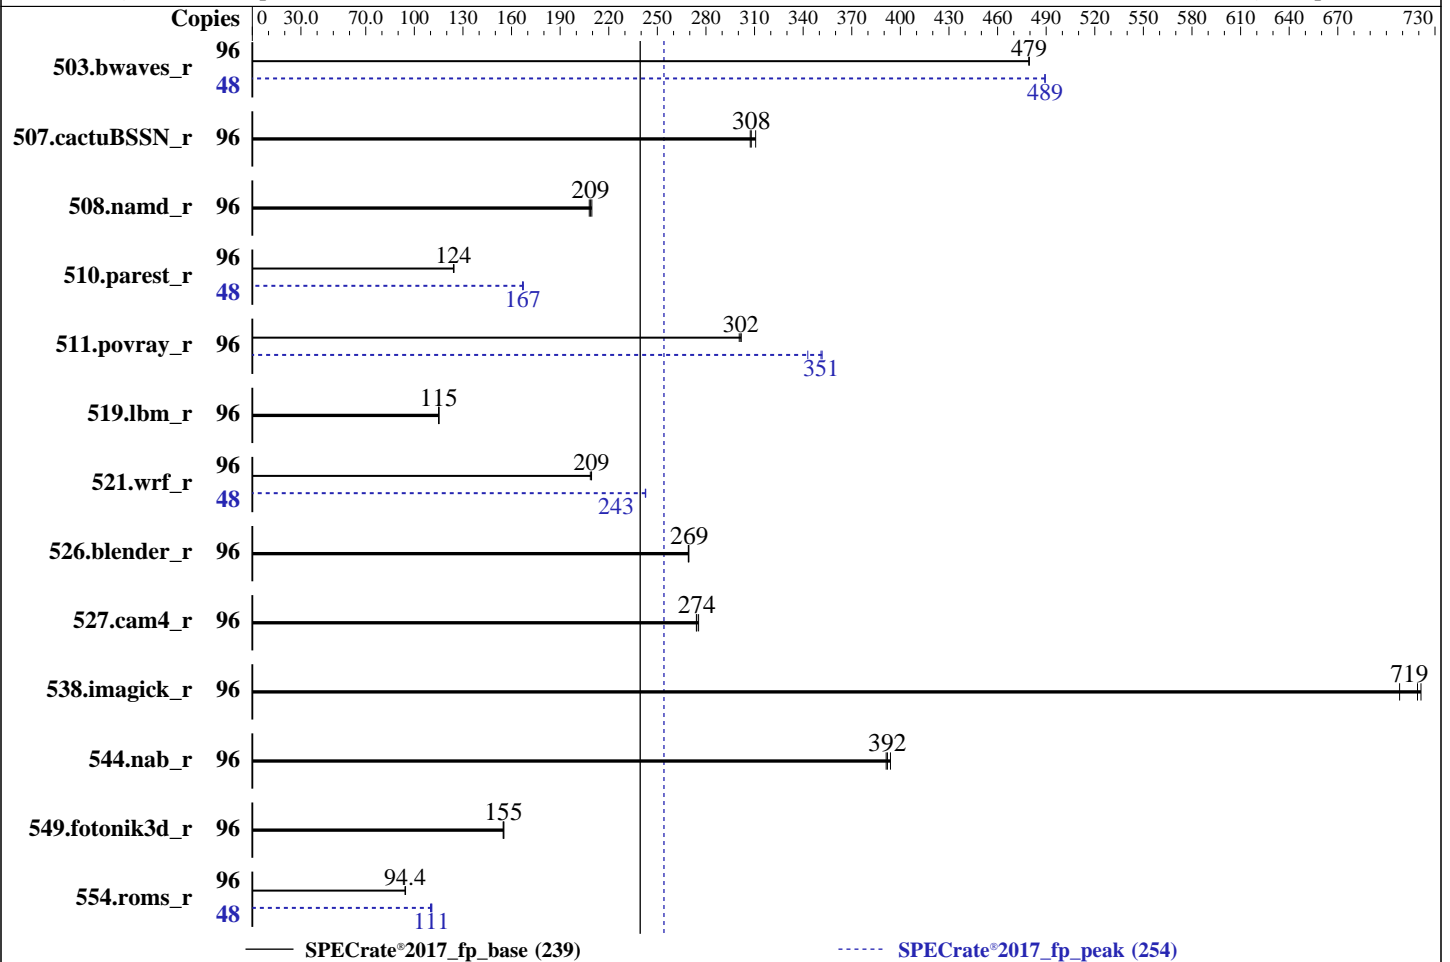 Copies 0 30.0 70.0 100 130 160 190 220 250 280 310 340 370 400 430 460 490 520 550 580 610 640 670 730
503.bwaves_r 96 479
48 489
507.cactuBSSN_r 96 308
508.namd_r 96 209
510.parest_r 96 124
48 167
511.povray_r 96 302
351
519.lbm_r 96 115
521.wrf_r 96 209
48 243
526.blender_r 96 269
527.cam4_r 96 274
538.imagick_r 96 719
544.nab_r 96 392
549.fotonik3d_r 96 155
554.roms_r 96 94.4
48 111
SPECrate®2017_fp_base (239) SPECrate®2017_fp_peak (254)